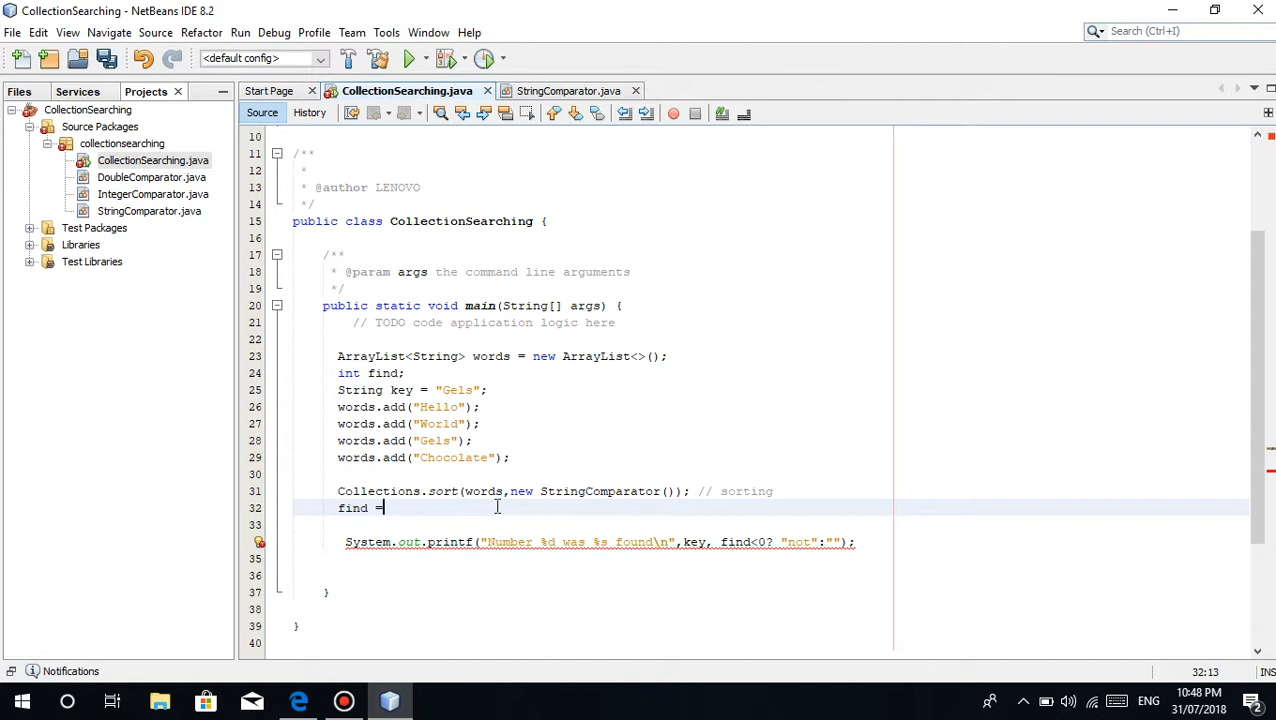 CollectionSearching - NetBeans IDE 8.2
File Edit View Navigate Source Refactor Run Debug Profile Team Tools Window Help
Search (Ctrl+I)
<default config>
Files Services Projects
Start Page CollectionSearching.java StringComparator.java
CollectionSearching
Source Packages
collectionsearching
CollectionSearching.java
DoubleComparator.java
IntegerComparator.java
StringComparator.java
Test Packages
Libraries
Test Libraries
Source History
10
11 /**
12 *
13 * @author LENOVO
14 */
15 public class CollectionSearching {
16
17 /**
18 * @param args the command line arguments
19 */
20 public static void main(String[] args) {
21 // TODO code application logic here
22
23 ArrayList<String> words = new ArrayList<>();
24 int find;
25 String key = "Gels";
26 words.add("Hello");
27 words.add("World");
28 words.add("Gels");
29 words.add("Chocolate");
30
31 Collections.sort(words,new StringComparator()); // sorting
32 find =
33
System.out.printf("Number %d was %s found\n",key, find<0? "not":"");
35
36
37 }
38
39 }
40
Notifications
32:13 INS
ENG
10:48 PM
31/07/2018
2